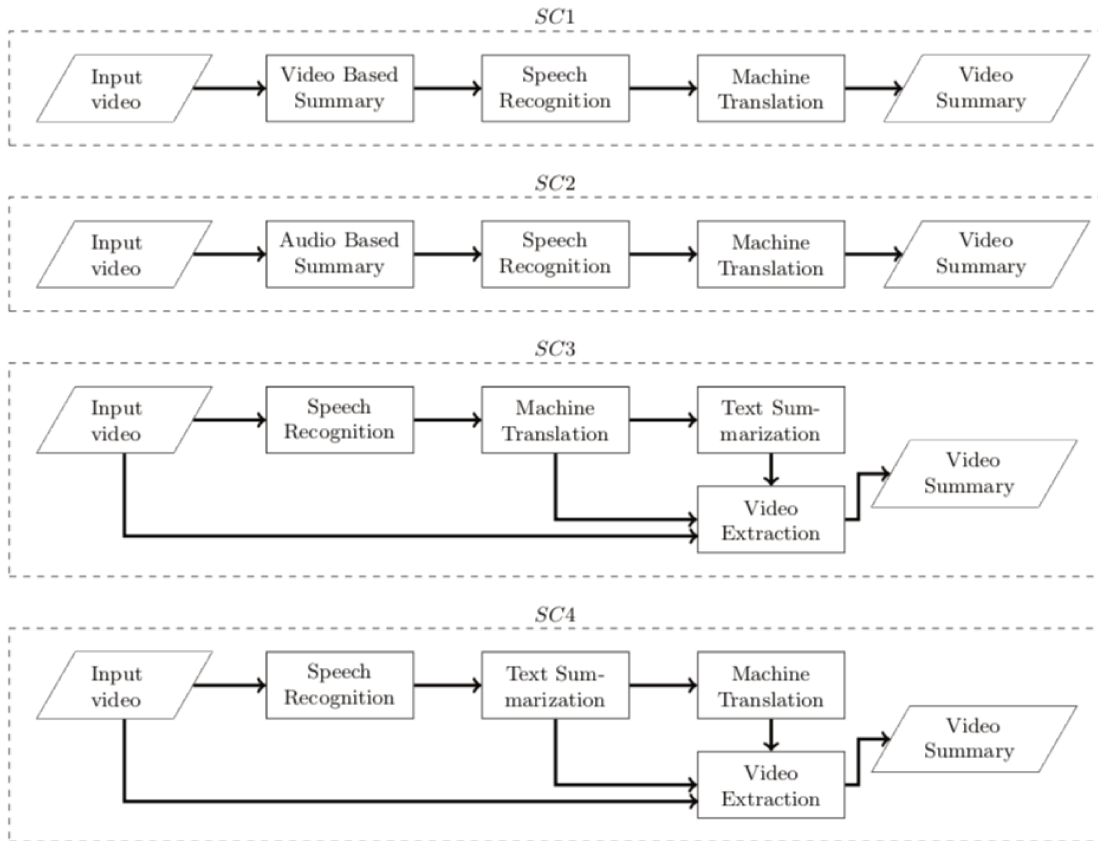 SC1
Input
video
Video Based
Summary
Speech
Recognition
Machine
Translation
Video
Summary
SC2
Input
video
Audio Based
Summary
Speech
Recognition
Machine
Translation
Video
Summary
SC3
Input
video
Speech
Recognition
Machine
Translation
Text Sum-
marization
Video
Extraction
Video
Summary
SC4
Input
video
Speech
Recognition
Text Sum-
marization
Machine
Translation
Video
Extraction
Video
Summary